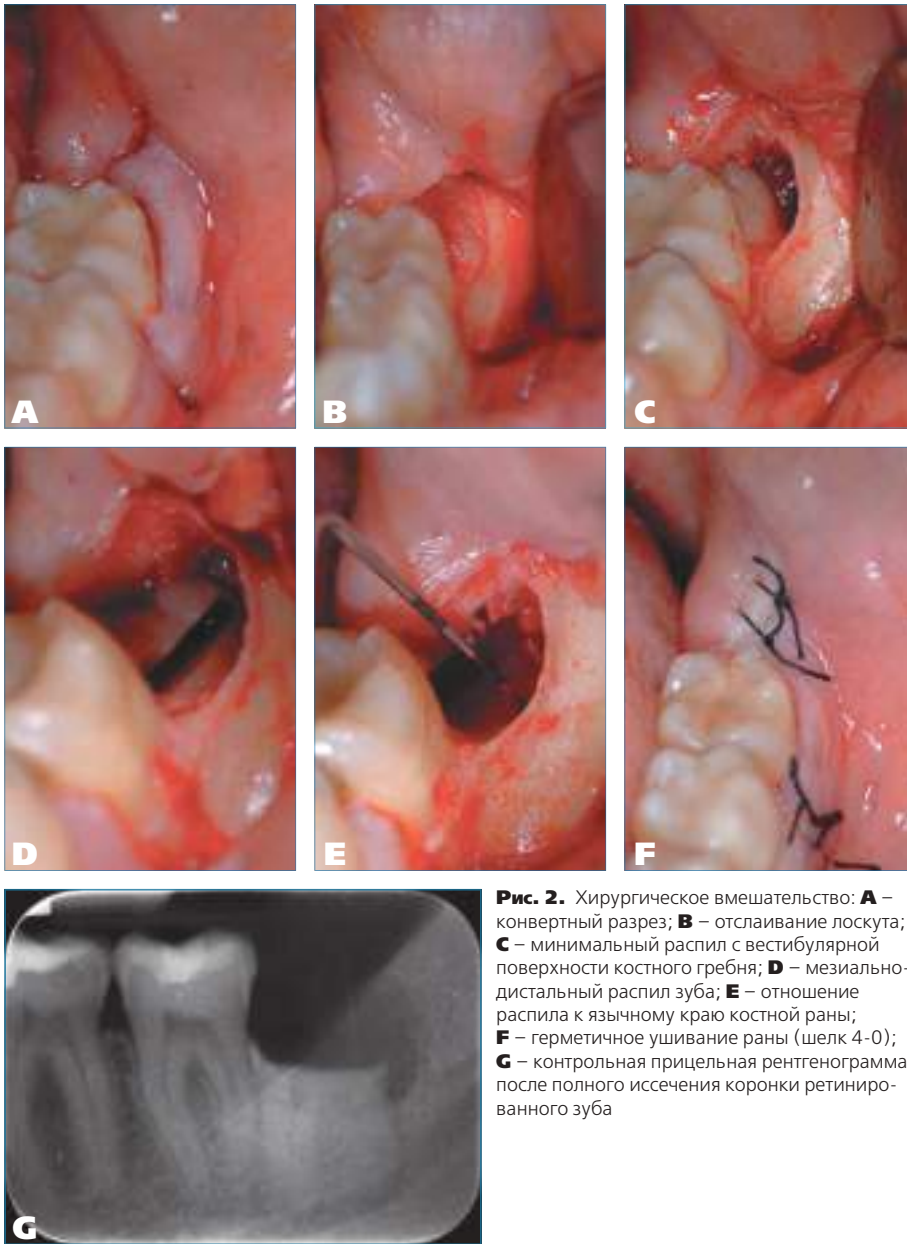 A
B
C
D
E
F
G
Рис. 2. Хирургическое вмешательство: A –
конвертный разрез; B – отслаивание лоскута;
C – минимальный распил с вестибулярной
поверхности костного гребня; D – мезиально-
дистальный распил зуба; E – отношение
распила к язычному краю костной раны;
F – герметичное ушивание раны (шелк 4-0);
G – контрольная прицельная рентгенограмма
после полного иссечения коронки ретиниро-
ванного зуба